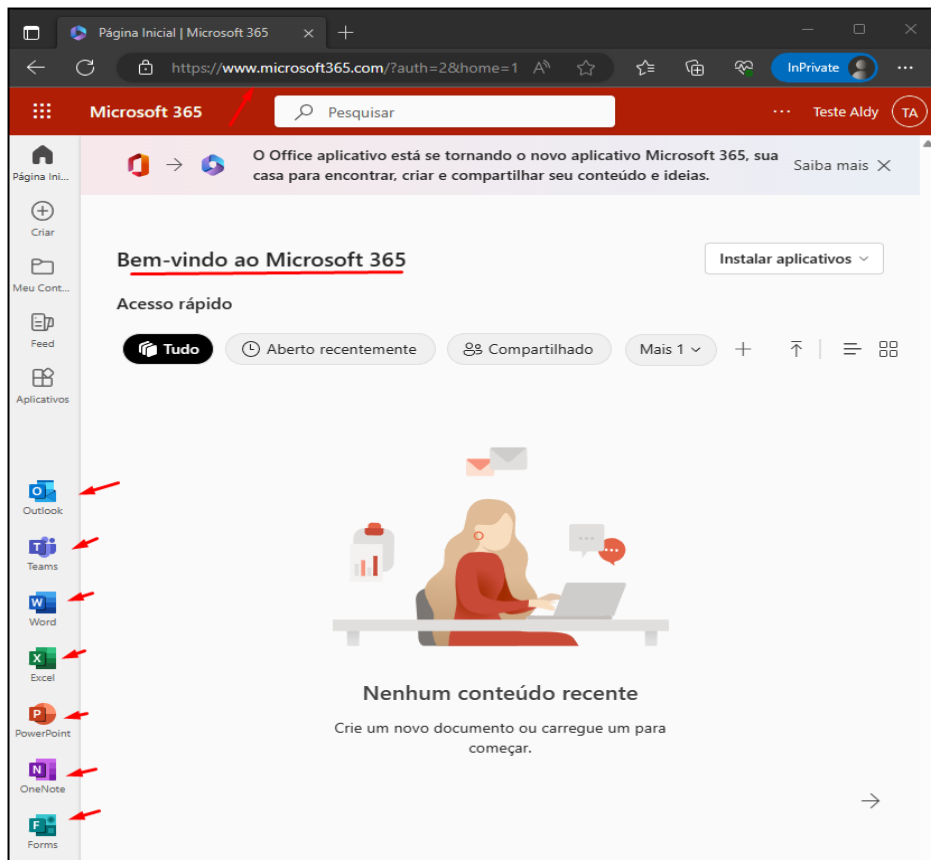 Página Inicial | Microsoft 365
https://www.microsoft365.com/?auth=2&home=1
InPrivate
Microsoft 365
Pesquisar
Teste Aldy
TA
Página Ini...
O Office aplicativo está se tornando o novo aplicativo Microsoft 365, sua
casa para encontrar, criar e compartilhar seu conteúdo e ideias.
Saiba mais
Criar
Bem-vindo ao Microsoft 365
Instalar aplicativos
Meu Cont...
Acesso rápido
Feed
Tudo
Aberto recentemente
Compartilhado
Mais 1
Aplicativos
Outlook
Teams
Word
Excel
PowerPoint
OneNote
Forms
Nenhum conteúdo recente
Crie um novo documento ou carregue um para
começar.